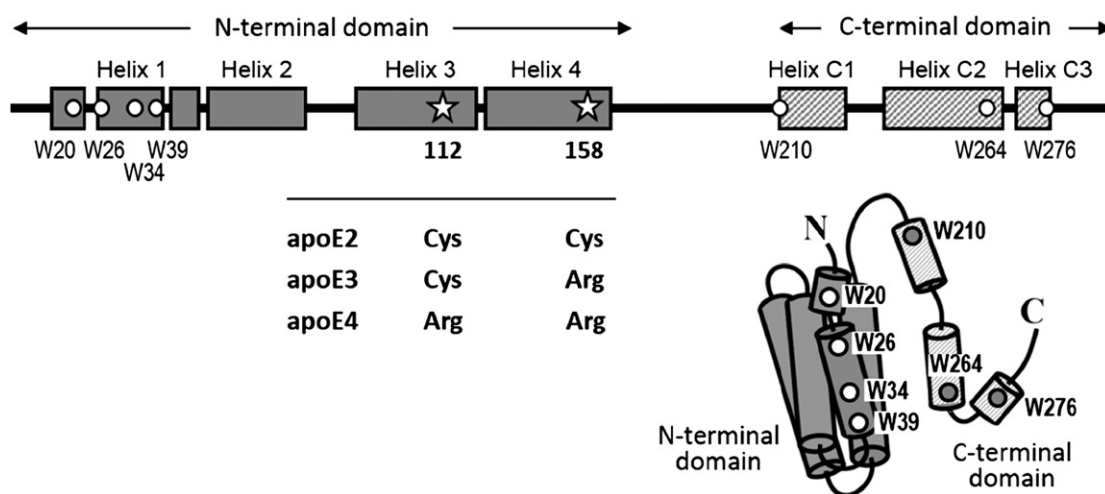 N-terminal domain C-terminal domain
Helix 1 Helix 2 Helix 3 Helix 4 Helix C1 Helix C2 Helix C3
W20 W26 W39 112 158 W210 W264 W276
W34
apoE2 Cys Cys
apoE3 Cys Arg
apoE4 Arg Arg
N
W210
W20
C
W26
W264
W34
W276
W39
N-terminal
domain
C-terminal
domain